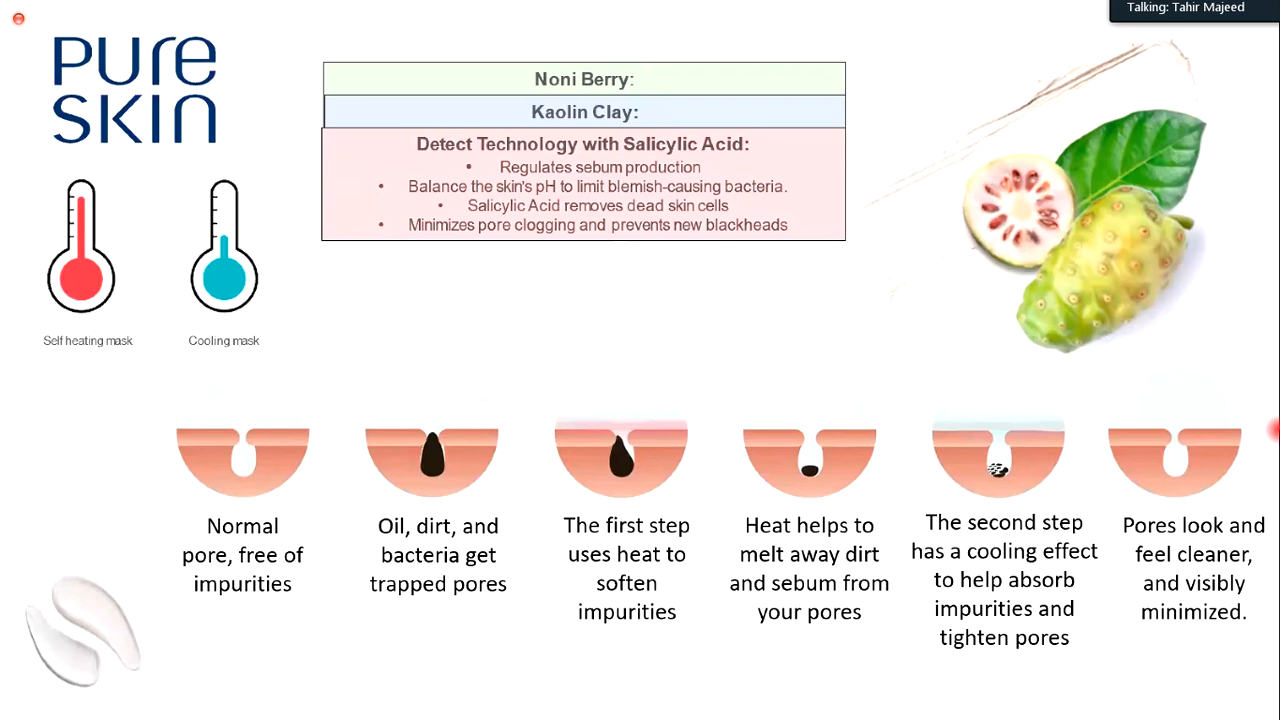 Talking: Tahir Majeed
PURE
SKIN
Noni Berry:
Kaolin Clay:
Detect Technology with Salicylic Acid:
• Regulates sebum production
• Balance the skin's pH to limit blemish-causing bacteria.
• Salicylic Acid removes dead skin cells
• Minimizes pore clogging and prevents new blackheads
Self heating mask
Cooling mask
Normal
pore, free of
impurities
Oil, dirt, and
bacteria get
trapped pores
The first step
uses heat to
soften
impurities
Heat helps to
melt away dirt
and sebum from
your pores
The second step
has a cooling effect
to help absorb
impurities and
tighten pores
Pores look and
feel cleaner,
and visibly
minimized.